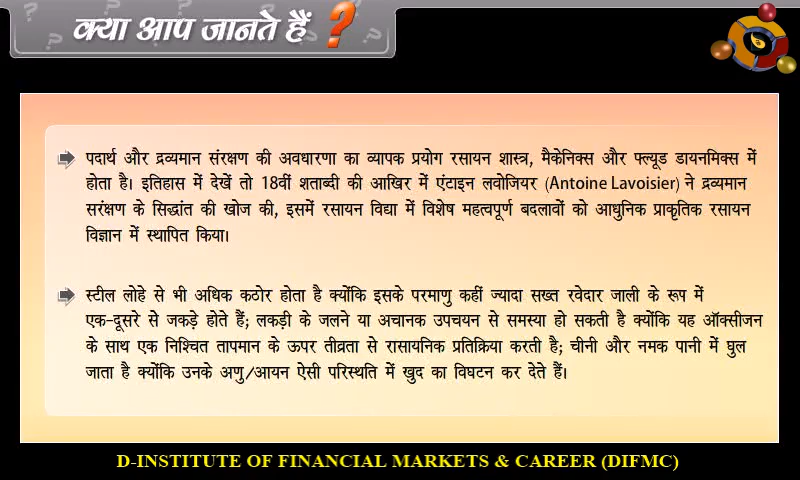 क्या आप जानते हैं ?
पदार्थ और द्रव्यमान संरक्षण की अवधारणा का व्यापक प्रयोग रसायन शास्त्र, मैकेनिक्स और फ्ल्यूड डायनमिक्स में
होता है। इतिहास में देखें तो 18वीं शताब्दी की आखिर में एंटाइन लवोजियर (Antoine Lavoisier) ने द्रव्यमान
सरंक्षण के सिद्धांत की खोज की, इसमें रसायन विद्या में विशेष महत्वपूर्ण बदलावों को आधुनिक प्राकृतिक रसायन
विज्ञान में स्थापित किया।
स्टील लोहे से भी अधिक कठोर होता है क्योंकि इसके परमाणु कहीं ज्यादा सख्त रवेदार जाली के रूप में
एक-दूसरे से जकड़े होते हैं; लकड़ी के जलने या अचानक उपचयन से समस्या हो सकती है क्योंकि यह ऑक्सीजन
के साथ एक निश्चित तापमान के ऊपर तीव्रता से रासायनिक प्रतिक्रिया करती है; चीनी और नमक पानी में घुल
जाता है क्योंकि उनके अणु/आयन ऐसी परिस्थति में खुद का विघटन कर देते हैं।
D-INSTITUTE OF FINANCIAL MARKETS & CAREER (DIFMC)